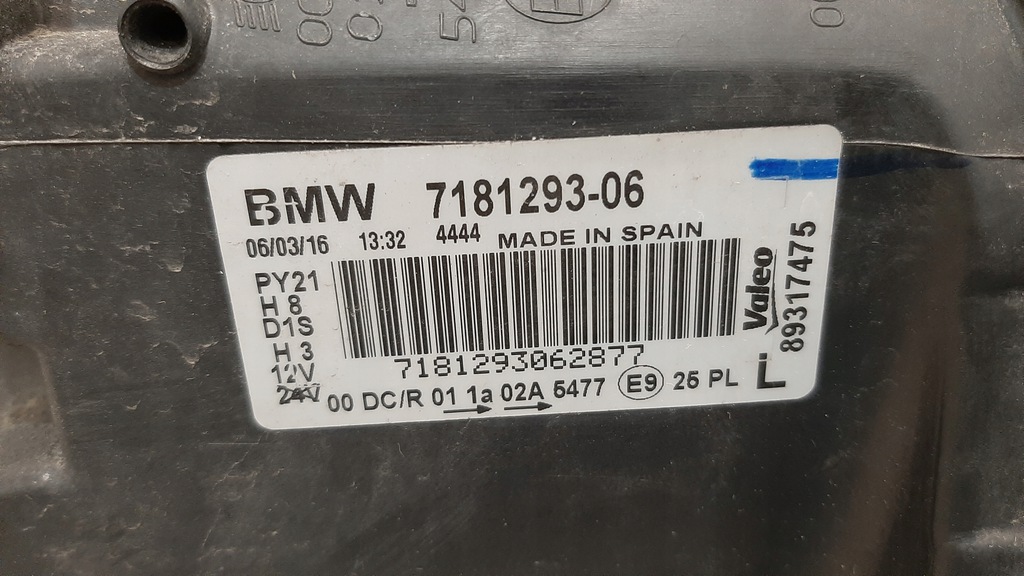 BMW 7181293-06
06/03/16 13:32 4444 MADE IN SPAIN
PY21
H 8
D1S
H 3
12V
24V
7181293062877
00 DC/R 01 1a 02A 5477 E9 25 PL
L
Valeo
89317475